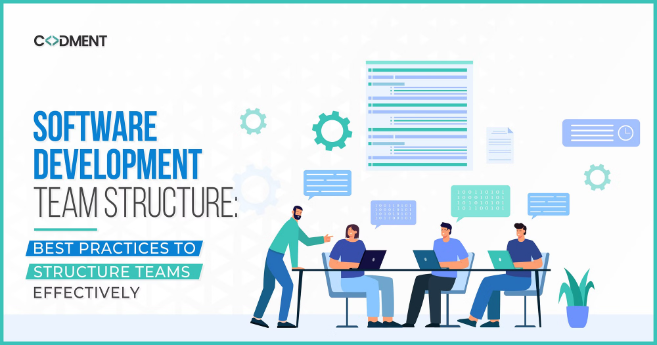 CODMENT
SOFTWARE
DEVELOPMENT
TEAM STRUCTURE:
BEST PRACTICES TO
STRUCTURE TEAMS
EFFECTIVELY